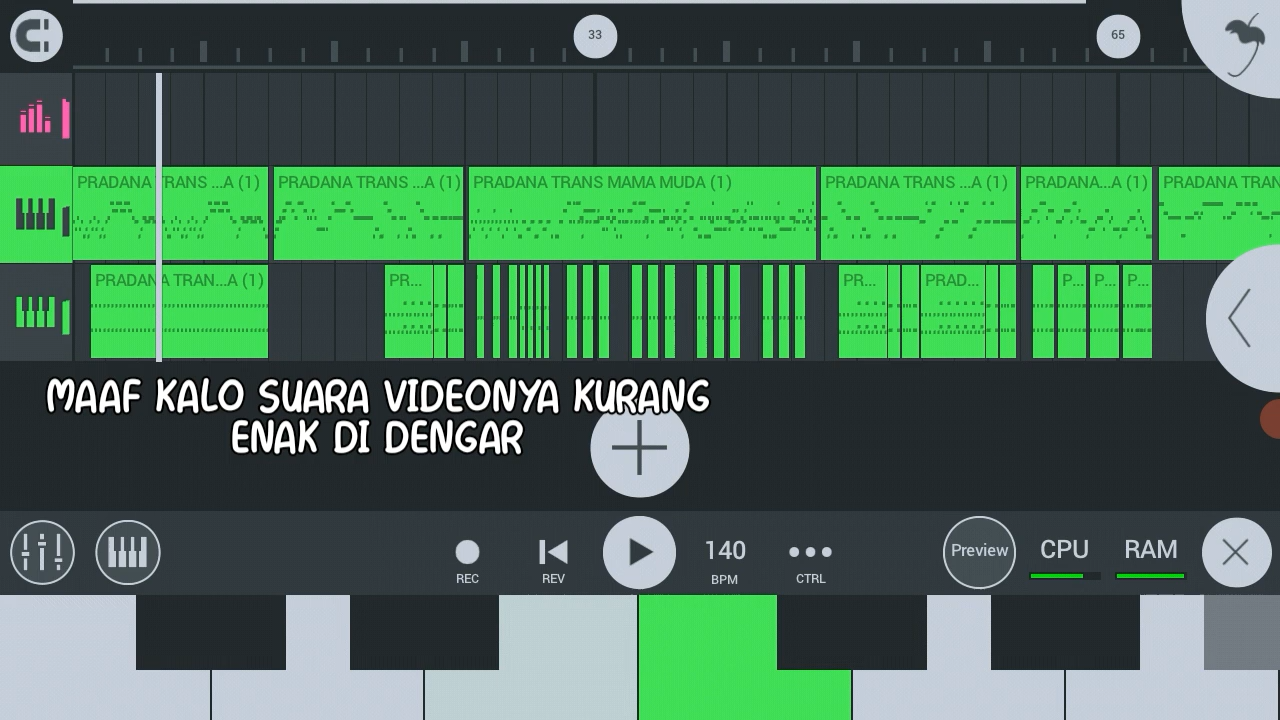 33
65
PRADANA TRANS ...A (1)
PRADANA TRANS ...A (1)
PRADANA TRANS MAMA MUDA (1)
PRADANA TRANS ...A (1)
PRADANA...A (1)
PRADANA TRAN
PRADANA TRAN...A (1)
PR...
PR...
PRAD...
P...
P...
P...
MAAF KALO SUARA VIDEONYA KURANG
ENAK DI DENGAR
REC
REV
140
BPM
CTRL
Preview
CPU
RAM